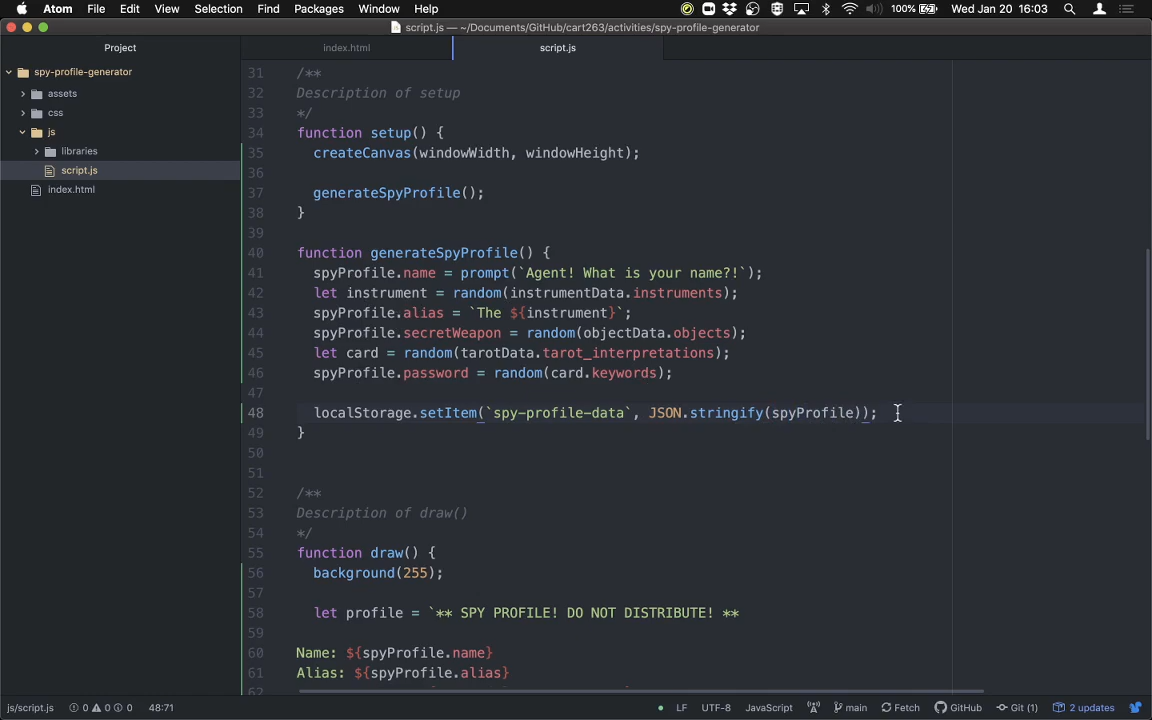 Atom File Edit View Selection Find Packages Window Help 100% Wed Jan 20 16:03
script.js — ~/Documents/GitHub/cart263/activities/spy-profile-generator
Project
index.html
script.js
spy-profile-generator
assets
css
js
libraries
script.js
index.html
31 /**
32 Description of setup
33 */
34 function setup() {
35 createCanvas(windowWidth, windowHeight);
36
37 generateSpyProfile();
38 }
39
40 function generateSpyProfile() {
41 spyProfile.name = prompt(`Agent! What is your name?!`);
42 let instrument = random(instrumentData.instruments);
43 spyProfile.alias = `The ${instrument}`;
44 spyProfile.secretWeapon = random(objectData.objects);
45 let card = random(tarotData.tarot_interpretations);
46 spyProfile.password = random(card.keywords);
47
48 localStorage.setItem(`spy-profile-data`, JSON.stringify(spyProfile));
49 }
50
51
52 /**
53 Description of draw()
54 */
55 function draw() {
56 background(255);
57
58 let profile = `** SPY PROFILE! DO NOT DISTRIBUTE! **
59
60 Name: ${spyProfile.name}
61 Alias: ${spyProfile.alias}
62
js/script.js 0 0 0 48:71 LF UTF-8 JavaScript main Fetch GitHub Git (1) 2 updates